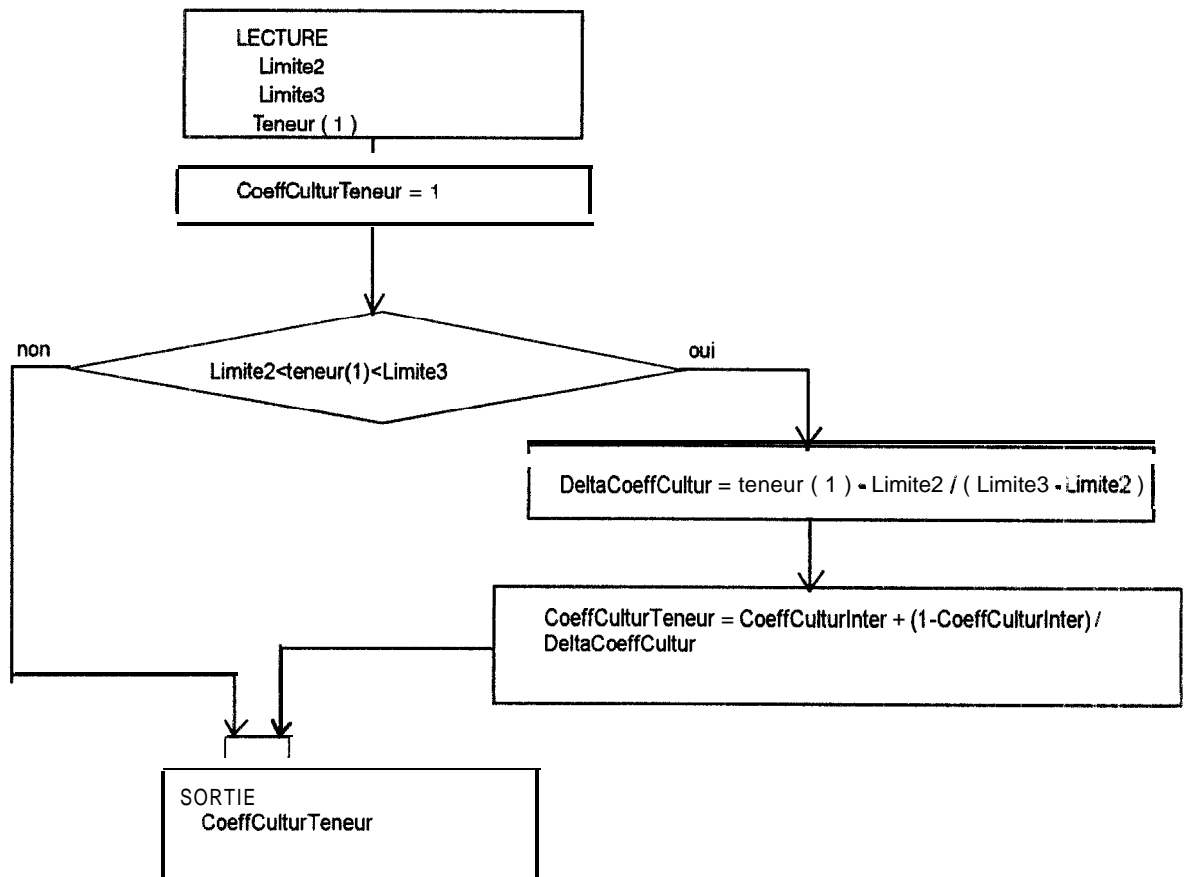 LECTURE
Limite2
Limite3
Teneur ( 1 )
CoeffCulturTeneur = 1
non
Limite2<teneur(1)<Limite3
oui
DeltaCoeffCultur = teneur ( 1 ) - Limite2 / ( Limite3 - Limite2 )
CoeffCulturTeneur = CoeffCulturInter + (1-CoeffCulturInter) /
DeltaCoeffCultur
SORTIE
CoeffCulturTeneur